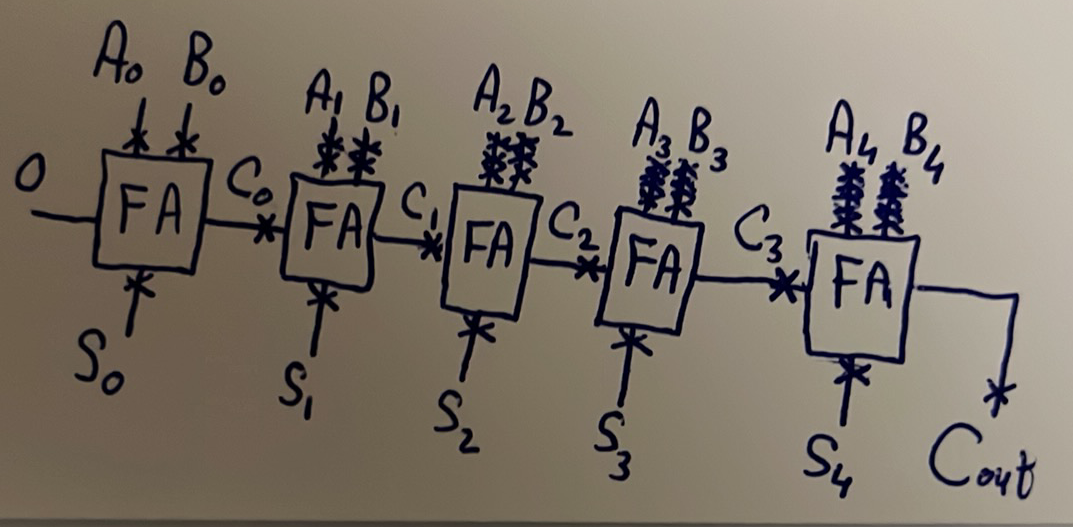 A₀ B₀
A₁ B₁
A₂ B₂
A₃ B₃
A₄ B₄
0
FA
C₀
FA
C₁
FA
C₂
FA
C₃
FA
S₀
S₁
S₂
S₃
S₄
Cout